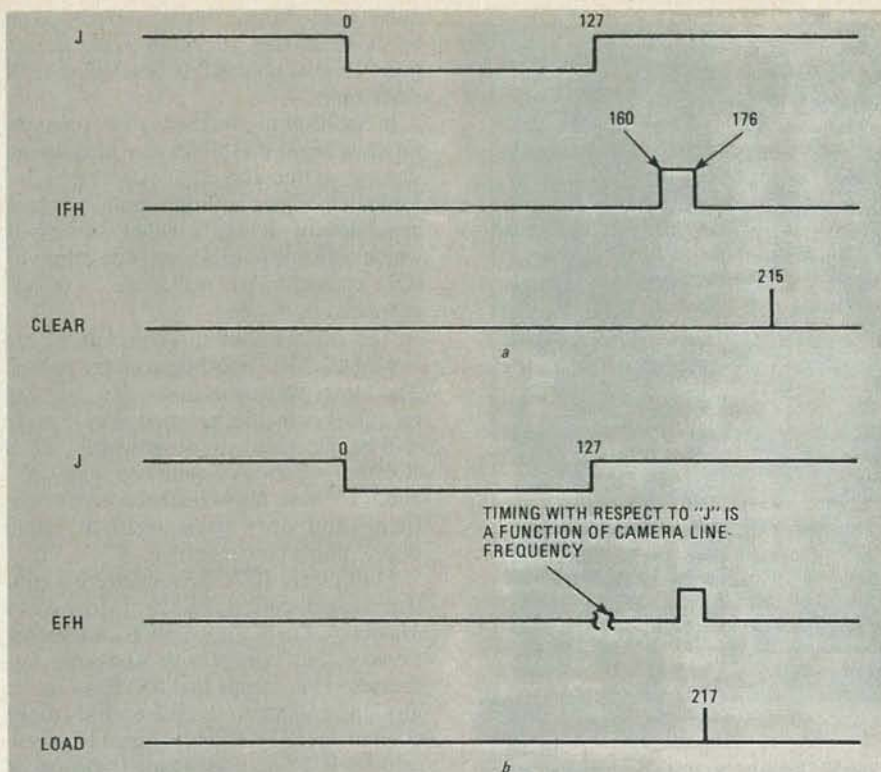 0 127
J
160 176
IFH
215
CLEAR
a
0 127
J
TIMING WITH RESPECT TO "J" IS
A FUNCTION OF CAMERA LINE-
FREQUENCY
EFH
217
LOAD
b